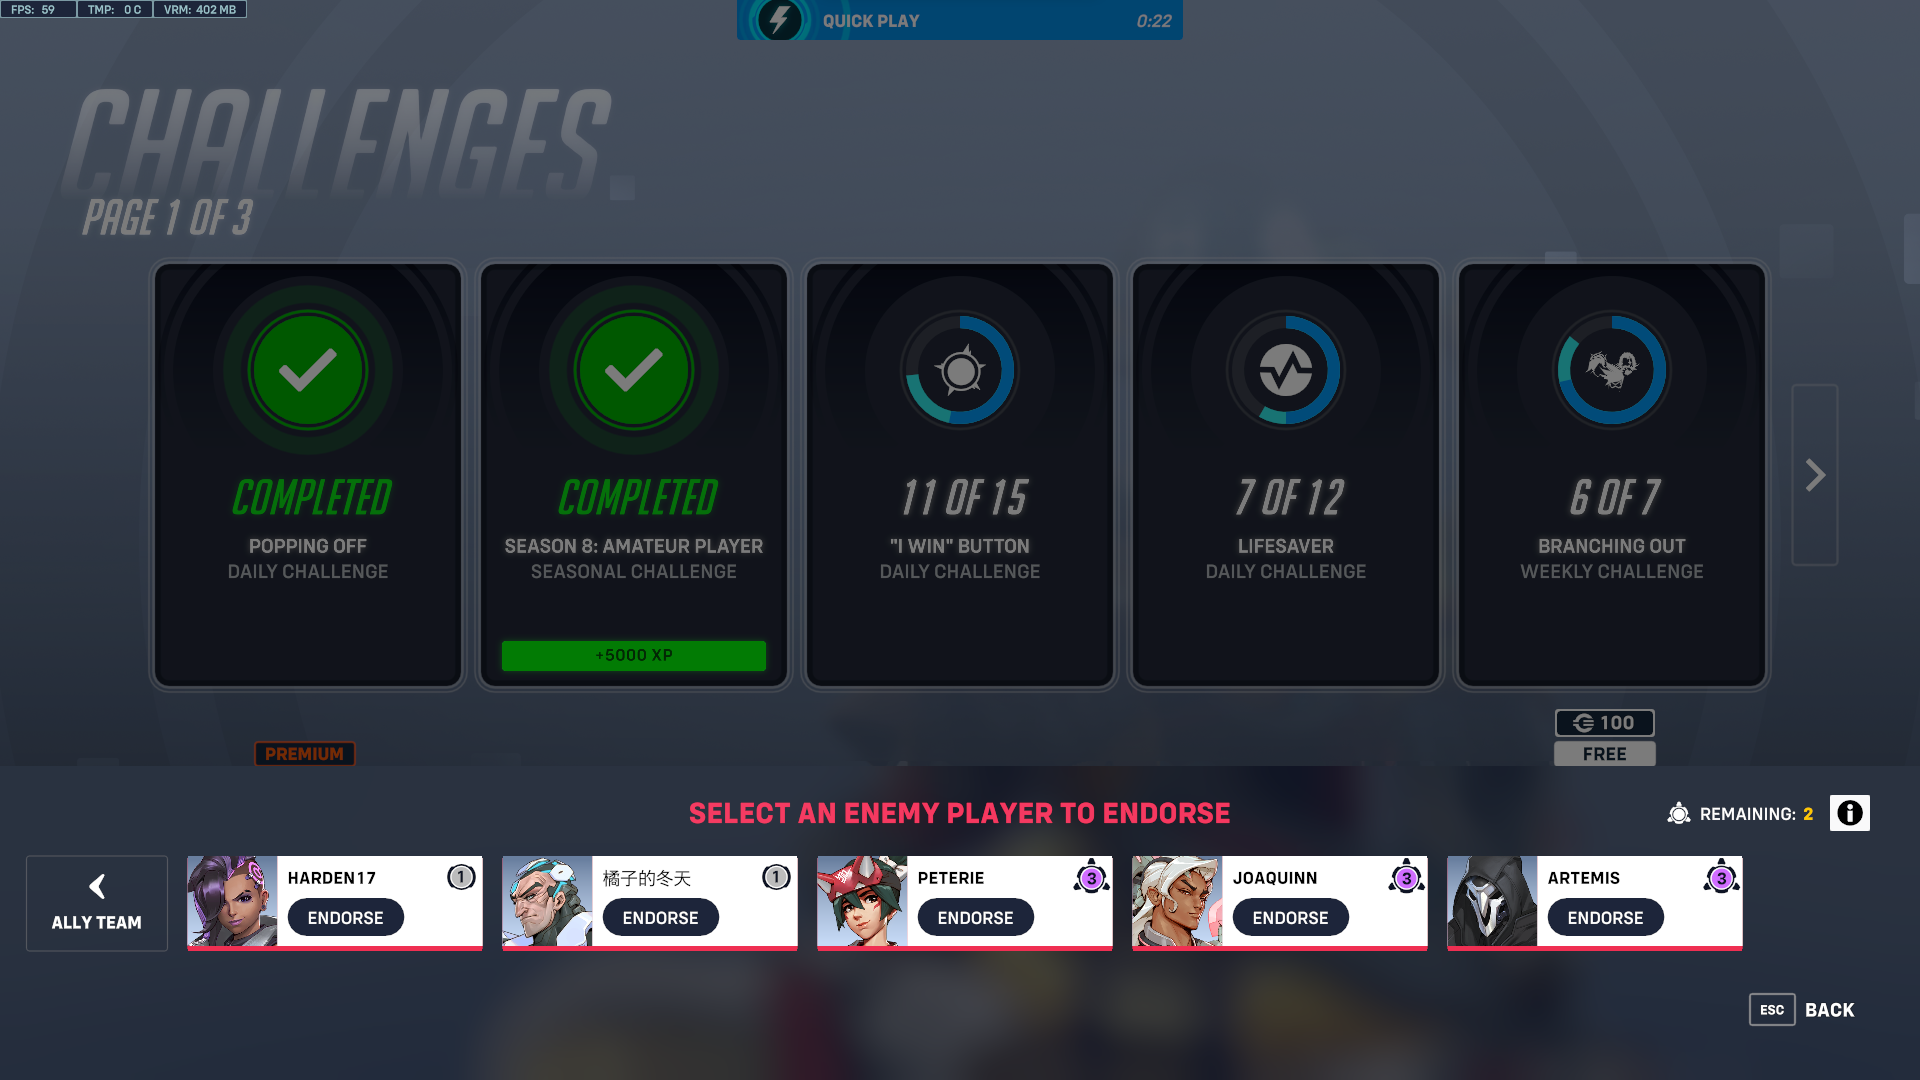 FPS: 59 TMP: 0 C VRM: 402 MB
QUICK PLAY 0:22
CHALLENGES
PAGE 1 OF 3
COMPLETED
POPPING OFF
DAILY CHALLENGE
COMPLETED
SEASON 8: AMATEUR PLAYER
SEASONAL CHALLENGE
+5000 XP
11 OF 15
"I WIN" BUTTON
DAILY CHALLENGE
7 OF 12
LIFESAVER
DAILY CHALLENGE
6 OF 7
BRANCHING OUT
WEEKLY CHALLENGE
PREMIUM
100
FREE
SELECT AN ENEMY PLAYER TO ENDORSE
REMAINING: 2
ALLY TEAM
HARDEN17 1
ENDORSE
橘子的冬天 1
ENDORSE
PETERIE 3
ENDORSE
JOAQUINN 3
ENDORSE
ARTEMIS 3
ENDORSE
ESC BACK